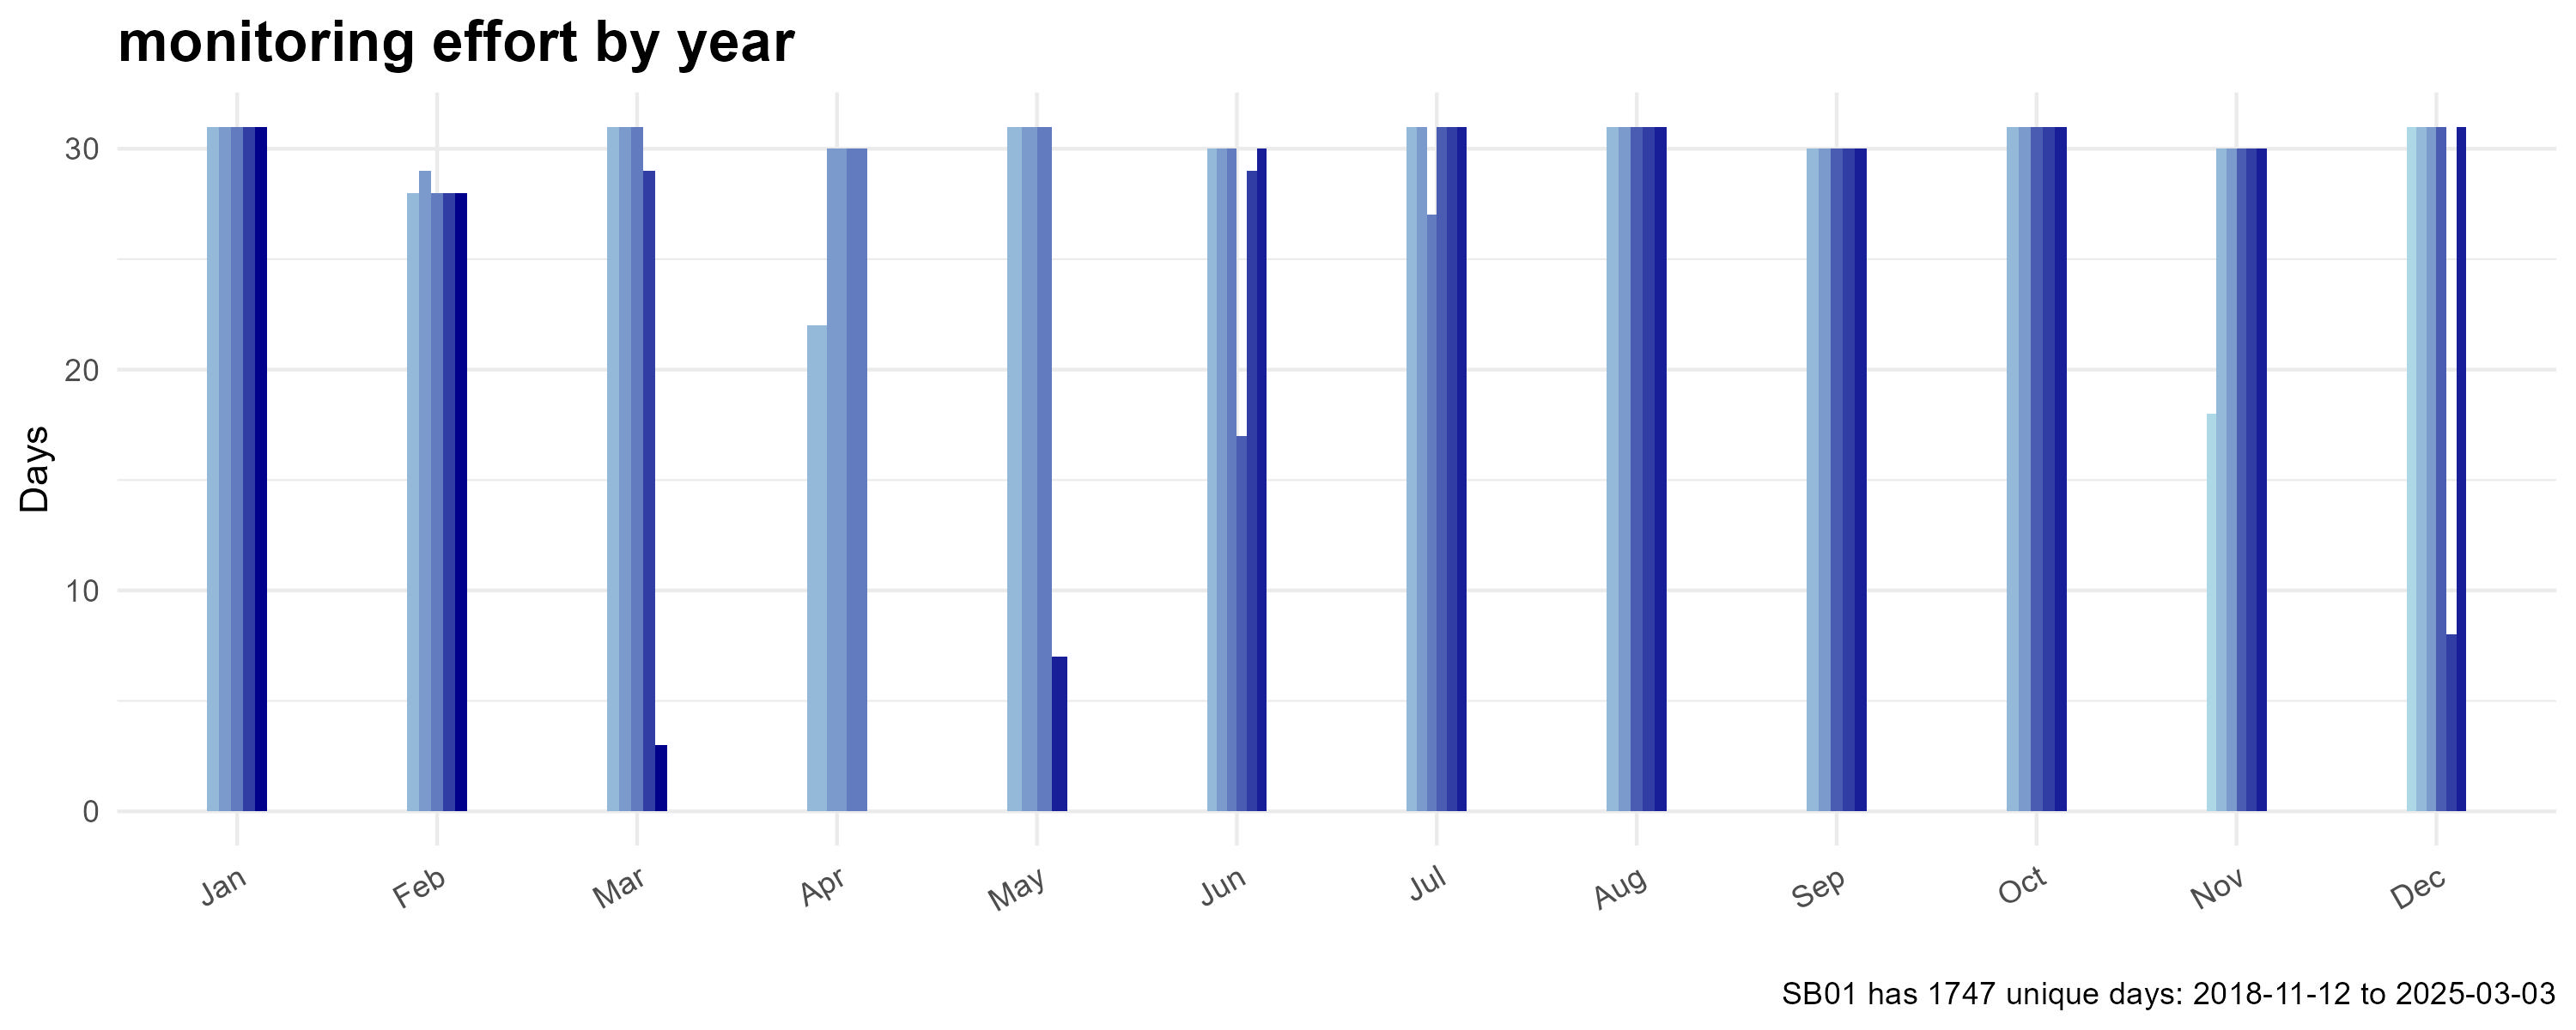 monitoring effort by year
Days
30
20
10
0
Jan Feb Mar Apr May Jun Jul Aug Sep Oct Nov Dec
SB01 has 1747 unique days: 2018-11-12 to 2025-03-03